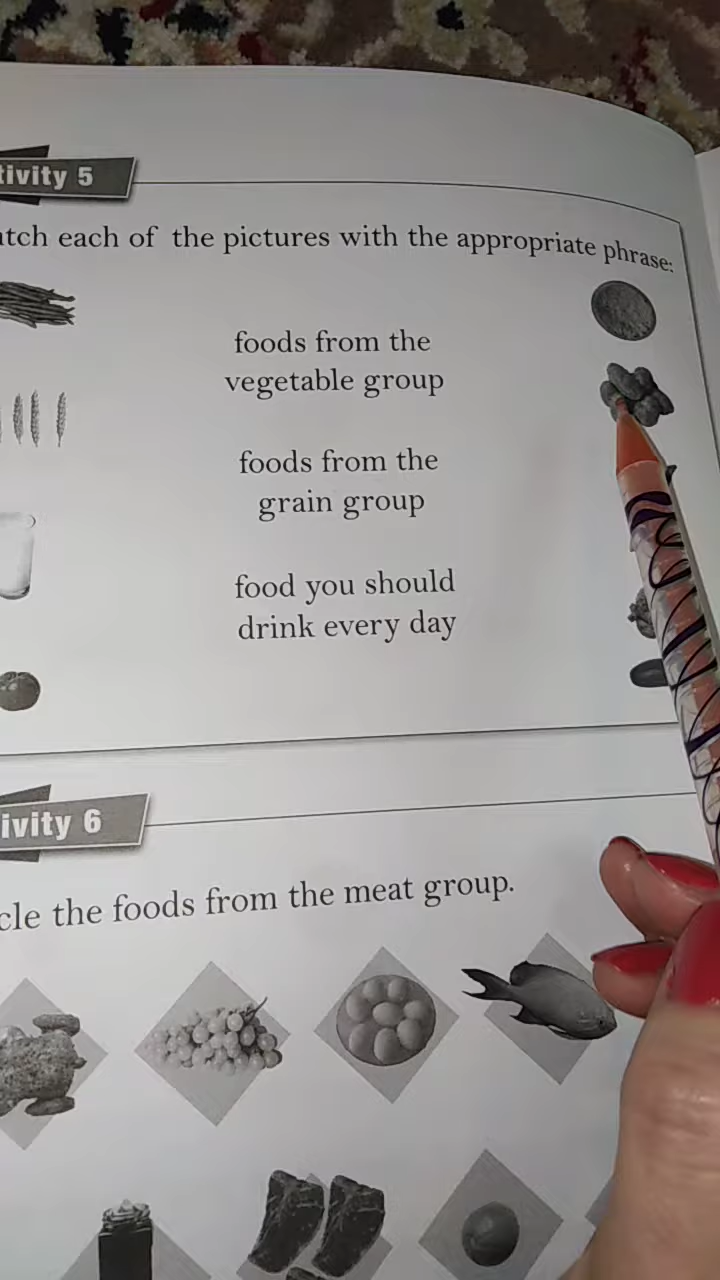 tivity 5
tch each of the pictures with the appropriate phrase:
foods from the
vegetable group
foods from the
grain group
food you should
drink every day
ivity 6
cle the foods from the meat group.